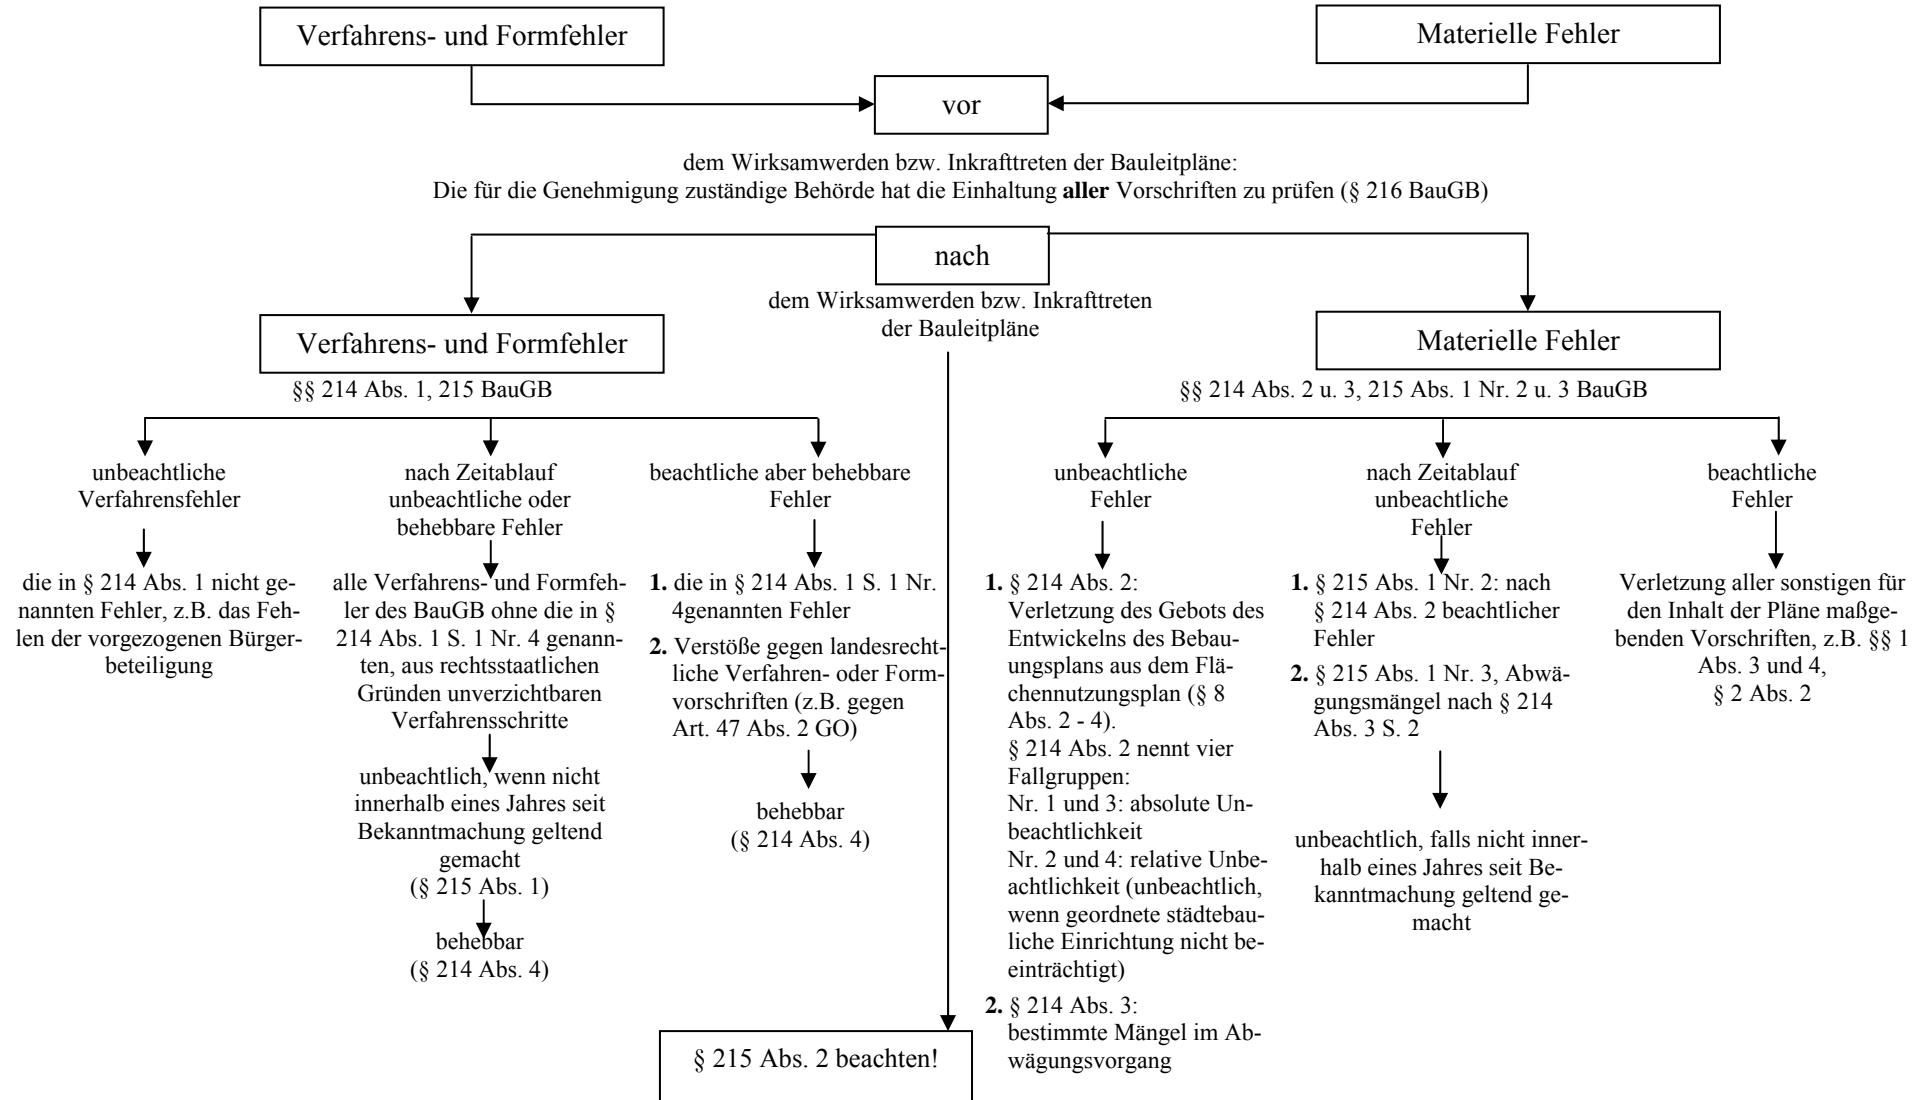 Verfahrens- und Formfehler
Materielle Fehler
vor
dem Wirksamwerden bzw. Inkrafttreten der Bauleitpläne:
Die für die Genehmigung zuständige Behörde hat die Einhaltung aller Vorschriften zu prüfen (§ 216 BauGB)
nach
dem Wirksamwerden bzw. Inkrafttreten
der Bauleitpläne
Verfahrens- und Formfehler
§§ 214 Abs. 1, 215 BauGB
Materielle Fehler
§§ 214 Abs. 2 u. 3, 215 Abs. 1 Nr. 2 u. 3 BauGB
unbeachtliche
Verfahrensfehler
die in § 214 Abs. 1 nicht ge-
nannten Fehler, z.B. das Feh-
len der vorgezogenen Bürger-
beteiligung
nach Zeitablauf
unbeachtliche oder
behebbare Fehler
alle Verfahrens- und Formfeh-
ler des BauGB ohne die in §
214 Abs. 1 S. 1 Nr. 4 genann-
ten, aus rechtsstaatlichen
Gründen unverzichtbaren
Verfahrensschritte
unbeachtlich, wenn nicht
innerhalb eines Jahres seit
Bekanntmachung geltend
gemacht
(§ 215 Abs. 1)
behebbar
(§ 214 Abs. 4)
beachtliche aber behebbare
Fehler
1. die in § 214 Abs. 1 S. 1 Nr.
4genannten Fehler
2. Verstöße gegen landesrecht-
liche Verfahren- oder Form-
vorschriften (z.B. gegen
Art. 47 Abs. 2 GO)
behebbar
(§ 214 Abs. 4)
unbeachtliche
Fehler
1. § 214 Abs. 2:
Verletzung des Gebots des
Entwickelns des Bebau-
ungsplans aus dem Flä-
chennutzungsplan (§ 8
Abs. 2 - 4).
§ 214 Abs. 2 nennt vier
Fallgruppen:
Nr. 1 und 3: absolute Un-
beachtlichkeit
Nr. 2 und 4: relative Unbe-
achtlichkeit (unbeachtlich,
wenn geordnete städtebau-
liche Einrichtung nicht be-
einträchtigt)
2. § 214 Abs. 3:
bestimmte Mängel im Ab-
wägungsvorgang
nach Zeitablauf
unbeachtliche
Fehler
1. § 215 Abs. 1 Nr. 2: nach
§ 214 Abs. 2 beachtlicher
Fehler
2. § 215 Abs. 1 Nr. 3, Abwä-
gungsmängel nach § 214
Abs. 3 S. 2
unbeachtlich, falls nicht inner-
halb eines Jahres seit Be-
kanntmachung geltend ge-
macht
beachtliche
Fehler
Verletzung aller sonstigen für
den Inhalt der Pläne maßge-
benden Vorschriften, z.B. §§ 1
Abs. 3 und 4,
§ 2 Abs. 2
§ 215 Abs. 2 beachten!